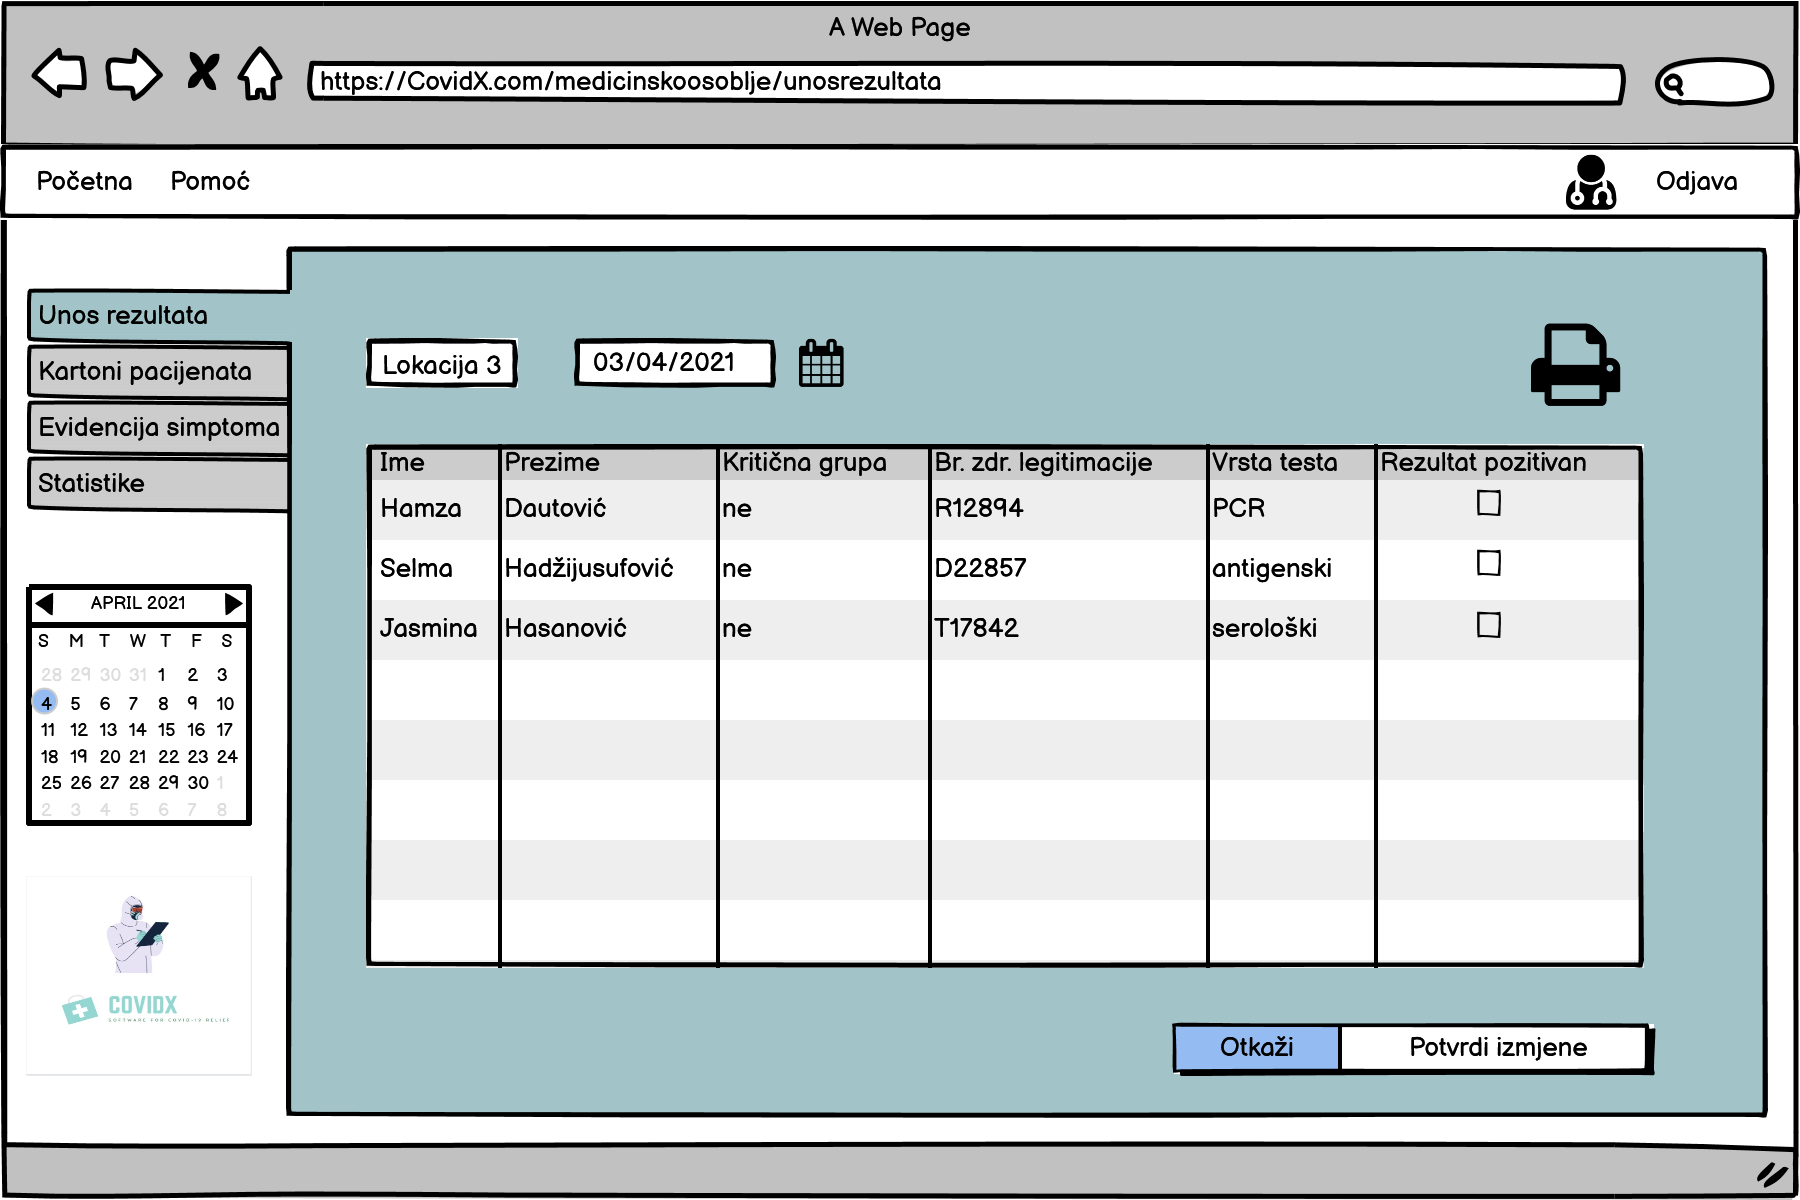 A Web Page
https://CovidX.com/medicinskoosoblje/unosrezultata
Početna Pomoć Odjava
Unos rezultata
Kartoni pacijenata
Evidencija simptoma
Statistike
Lokacija 3 03/04/2021
Ime Prezime Kritična grupa Br. zdr. legitimacije Vrsta testa Rezultat pozitivan
Hamza Dautović ne R12894 PCR
Selma Hadžijusufović ne D22857 antigenski
Jasmina Hasanović ne T17842 serološki
APRIL 2021
S M T W T F S
28 29 30 31 1 2 3
4 5 6 7 8 9 10
11 12 13 14 15 16 17
18 19 20 21 22 23 24
25 26 27 28 29 30 1
2 3 4 5 6 7 8
COVIDX
SOFTWARE FOR COVID-19 RELIEF
Otkaži Potvrdi izmjene